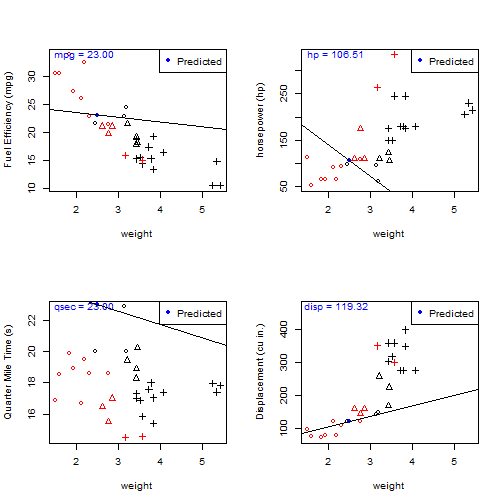 mpg = 23.00
Predicted
Fuel Efficiency (mpg)
10 15 20 25 30
2 3 4 5
weight
hp = 106.51
Predicted
horsepower (hp)
50 150 250
2 3 4 5
weight
qsec = 23.00
Predicted
Quarter Mile Time (s)
16 18 20 22
2 3 4 5
weight
disp = 119.32
Predicted
Displacement (cu in.)
100 200 300 400
2 3 4 5
weight